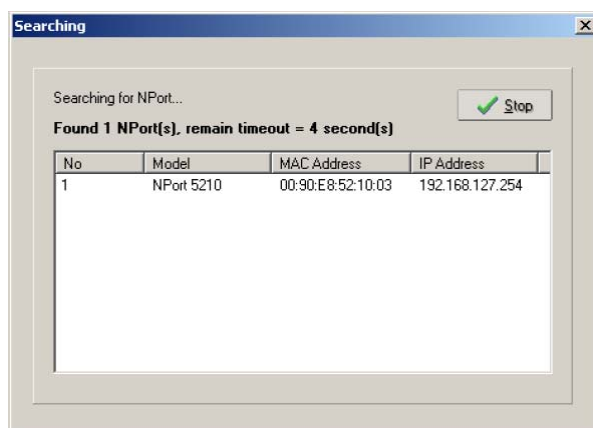 Searching
Searching for NPort...
Stop
Found 1 NPort(s), remain timeout = 4 second(s)
No Model MAC Address IP Address
1 NPort 5210 00:90:E8:52:10:03 192.168.127.254